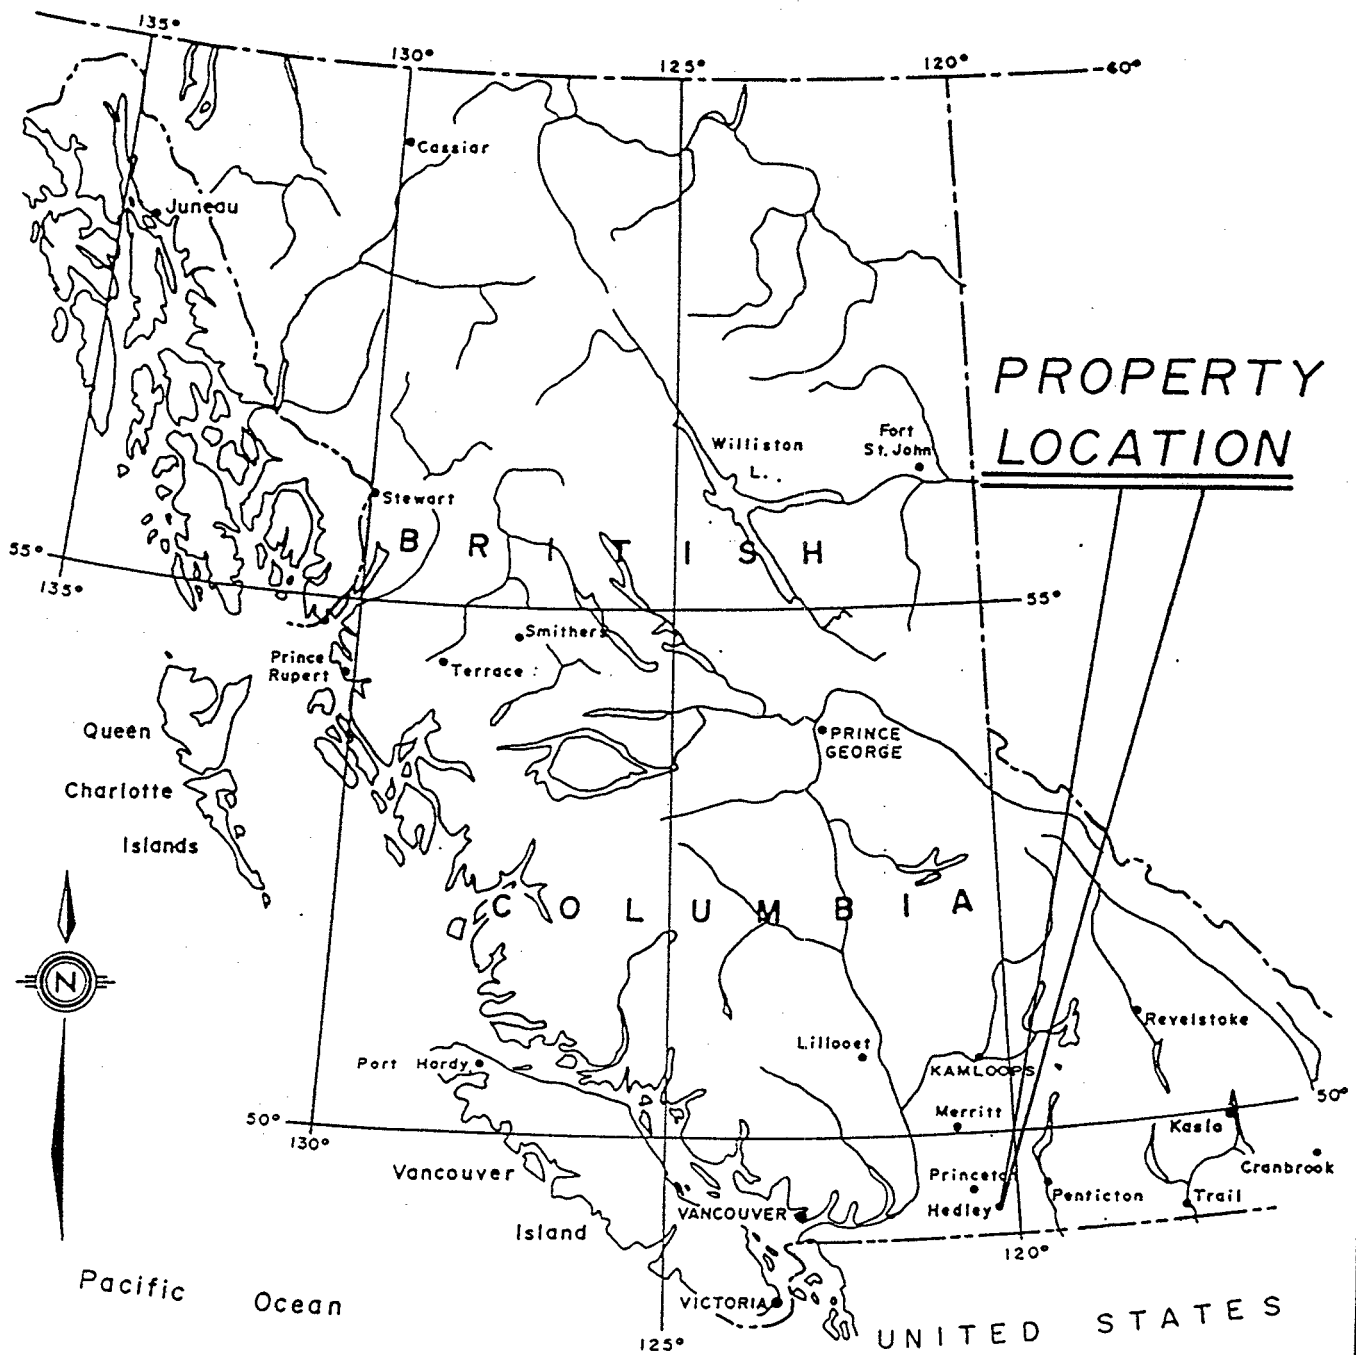 135°
130°
125°
120°
60°
Cassiar
Juneau
PROPERTY
LOCATION
Fort
St. John
Williston
L.
Stewart
BRITISH
55°
135°
55°
Smithers
Prince
Rupert
Terrace
Queen
Charlotte
Islands
PRINCE
GEORGE
COLUMBIA
N
Revelstoke
Lillooet
Port Hardy
KAMLOOPS
50°
Merritt
50°
130°
Kaslo
Cranbrook
Vancouver
Island
Princeton
Penticton
Trail
Hedley
VANCOUVER
120°
Pacific Ocean
VICTORIA
125°
UNITED STATES